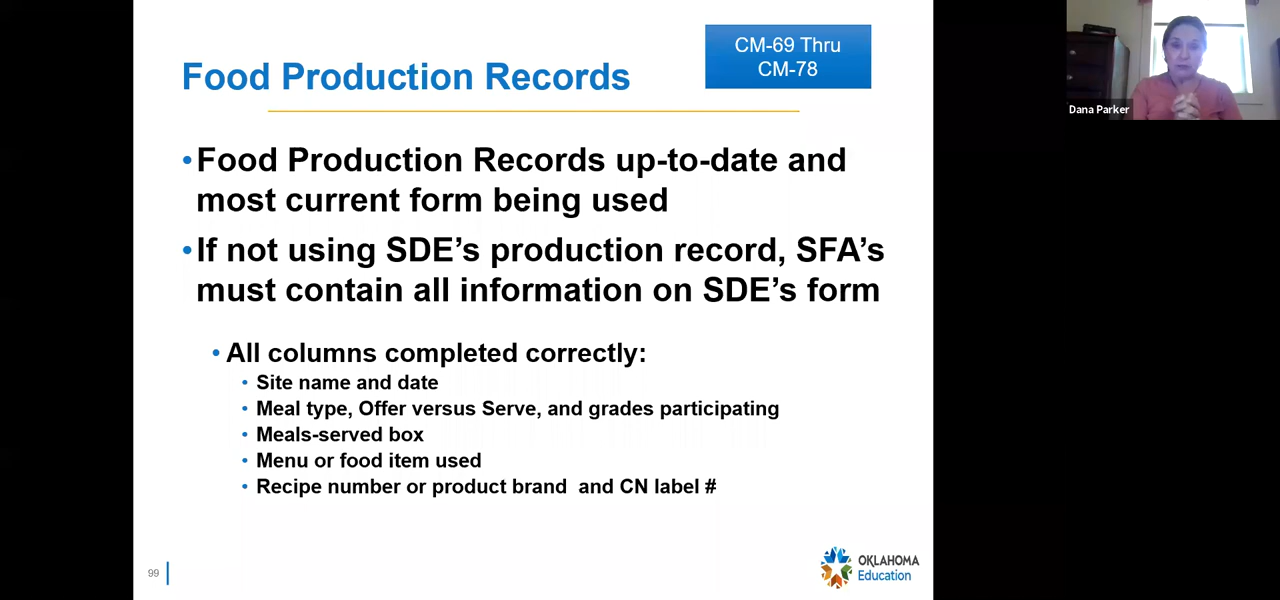 CM-69 Thru
CM-78
Food Production Records
Dana Parker
•Food Production Records up-to-date and
most current form being used
•If not using SDE's production record, SFA's
must contain all information on SDE's form
• All columns completed correctly:
• Site name and date
• Meal type, Offer versus Serve, and grades participating
• Meals-served box
• Menu or food item used
• Recipe number or product brand and CN label #
99
OKLAHOMA
Education